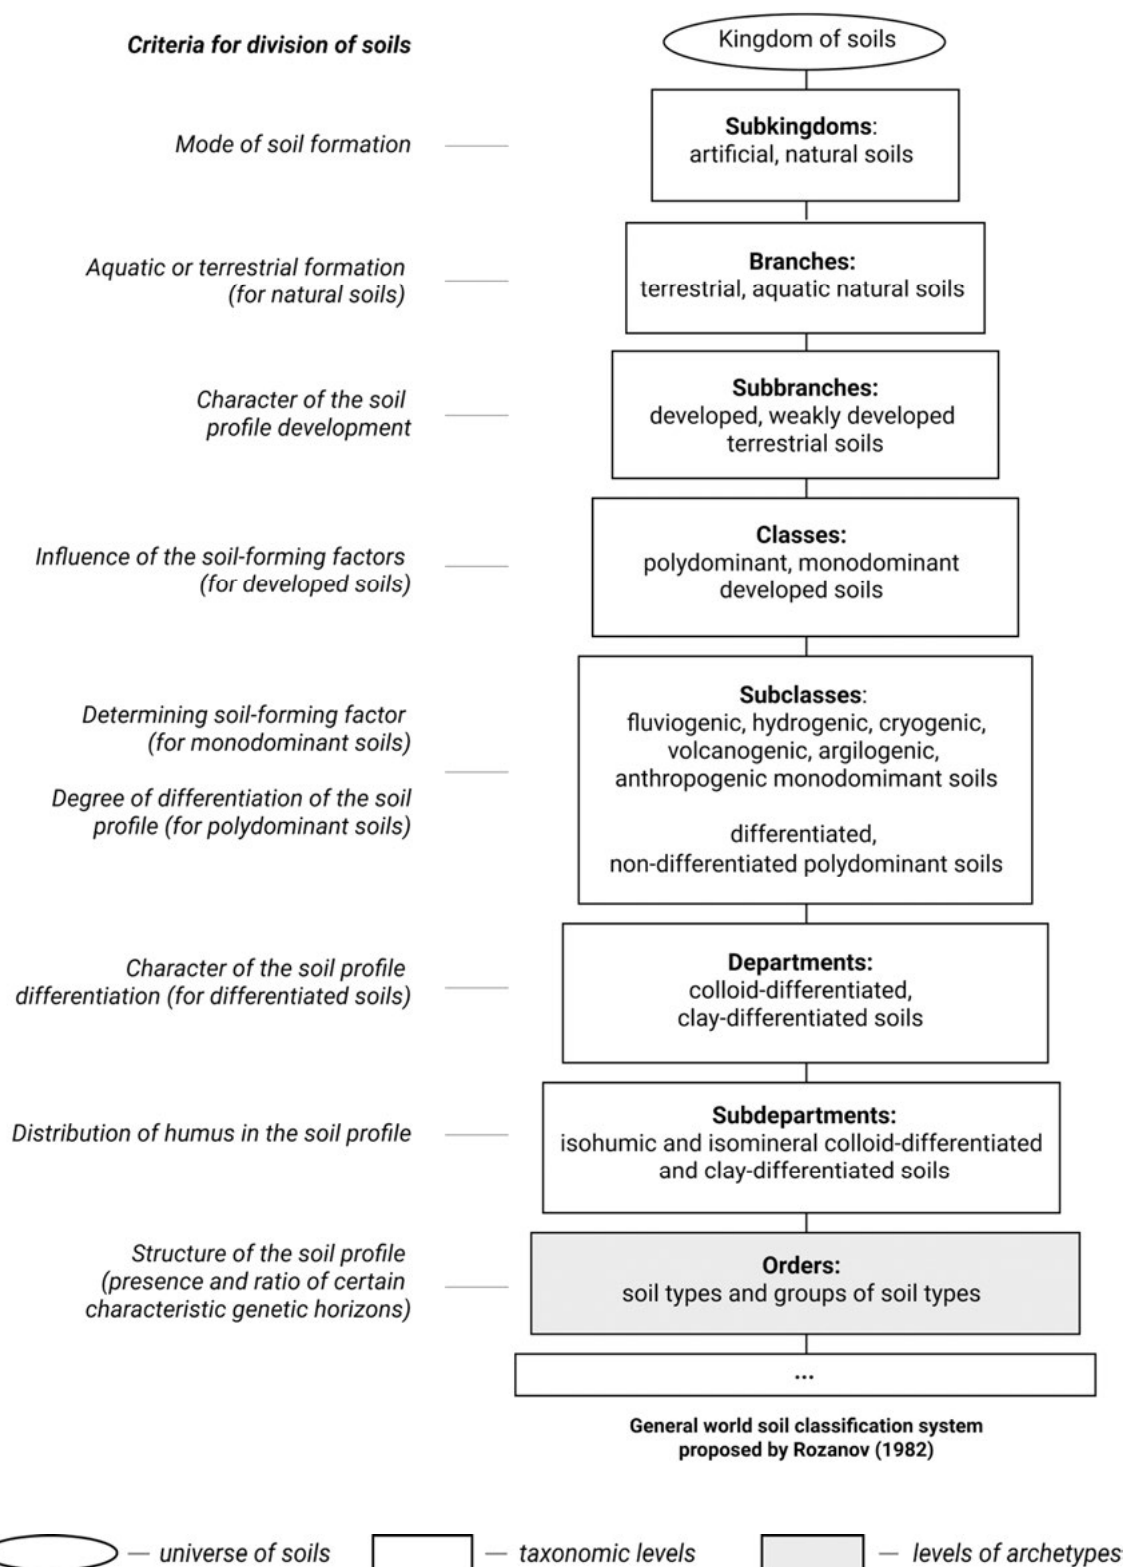 Criteria for division of soils
Kingdom of soils
Mode of soil formation
Subkingdoms:
artificial, natural soils
Aquatic or terrestrial formation
(for natural soils)
Branches:
terrestrial, aquatic natural soils
Character of the soil
profile development
Subbranches:
developed, weakly developed
terrestrial soils
Influence of the soil-forming factors
(for developed soils)
Classes:
polydominant, monodominant
developed soils
Determining soil-forming factor
(for monodominant soils)
Degree of differentiation of the soil
profile (for polydominant soils)
Subclasses:
fluviogenic, hydrogenic, cryogenic,
volcanogenic, argilogenic,
anthropogenic monodomimant soils
differentiated,
non-differentiated polydominant soils
Character of the soil profile
differentiation (for differentiated soils)
Departments:
colloid-differentiated,
clay-differentiated soils
Distribution of humus in the soil profile
Subdepartments:
isohumic and isomineral colloid-differentiated
and clay-differentiated soils
Structure of the soil profile
(presence and ratio of certain
characteristic genetic horizons)
Orders:
soil types and groups of soil types
...
General world soil classification system
proposed by Rozanov (1982)
— universe of soils
— taxonomic levels
— levels of archetypes